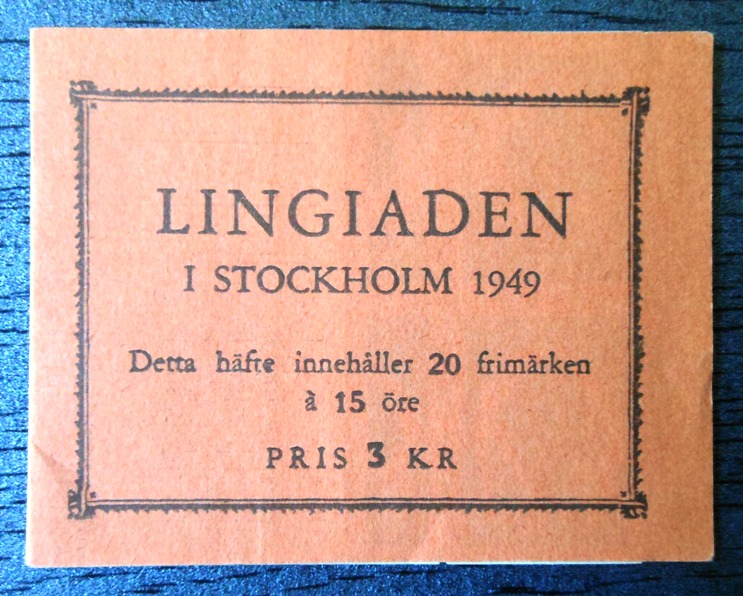 LINGIADEN
I STOCKHOLM 1949
Detta häfte innehåller 20 frimärken
à 15 öre
PRIS 3 KR